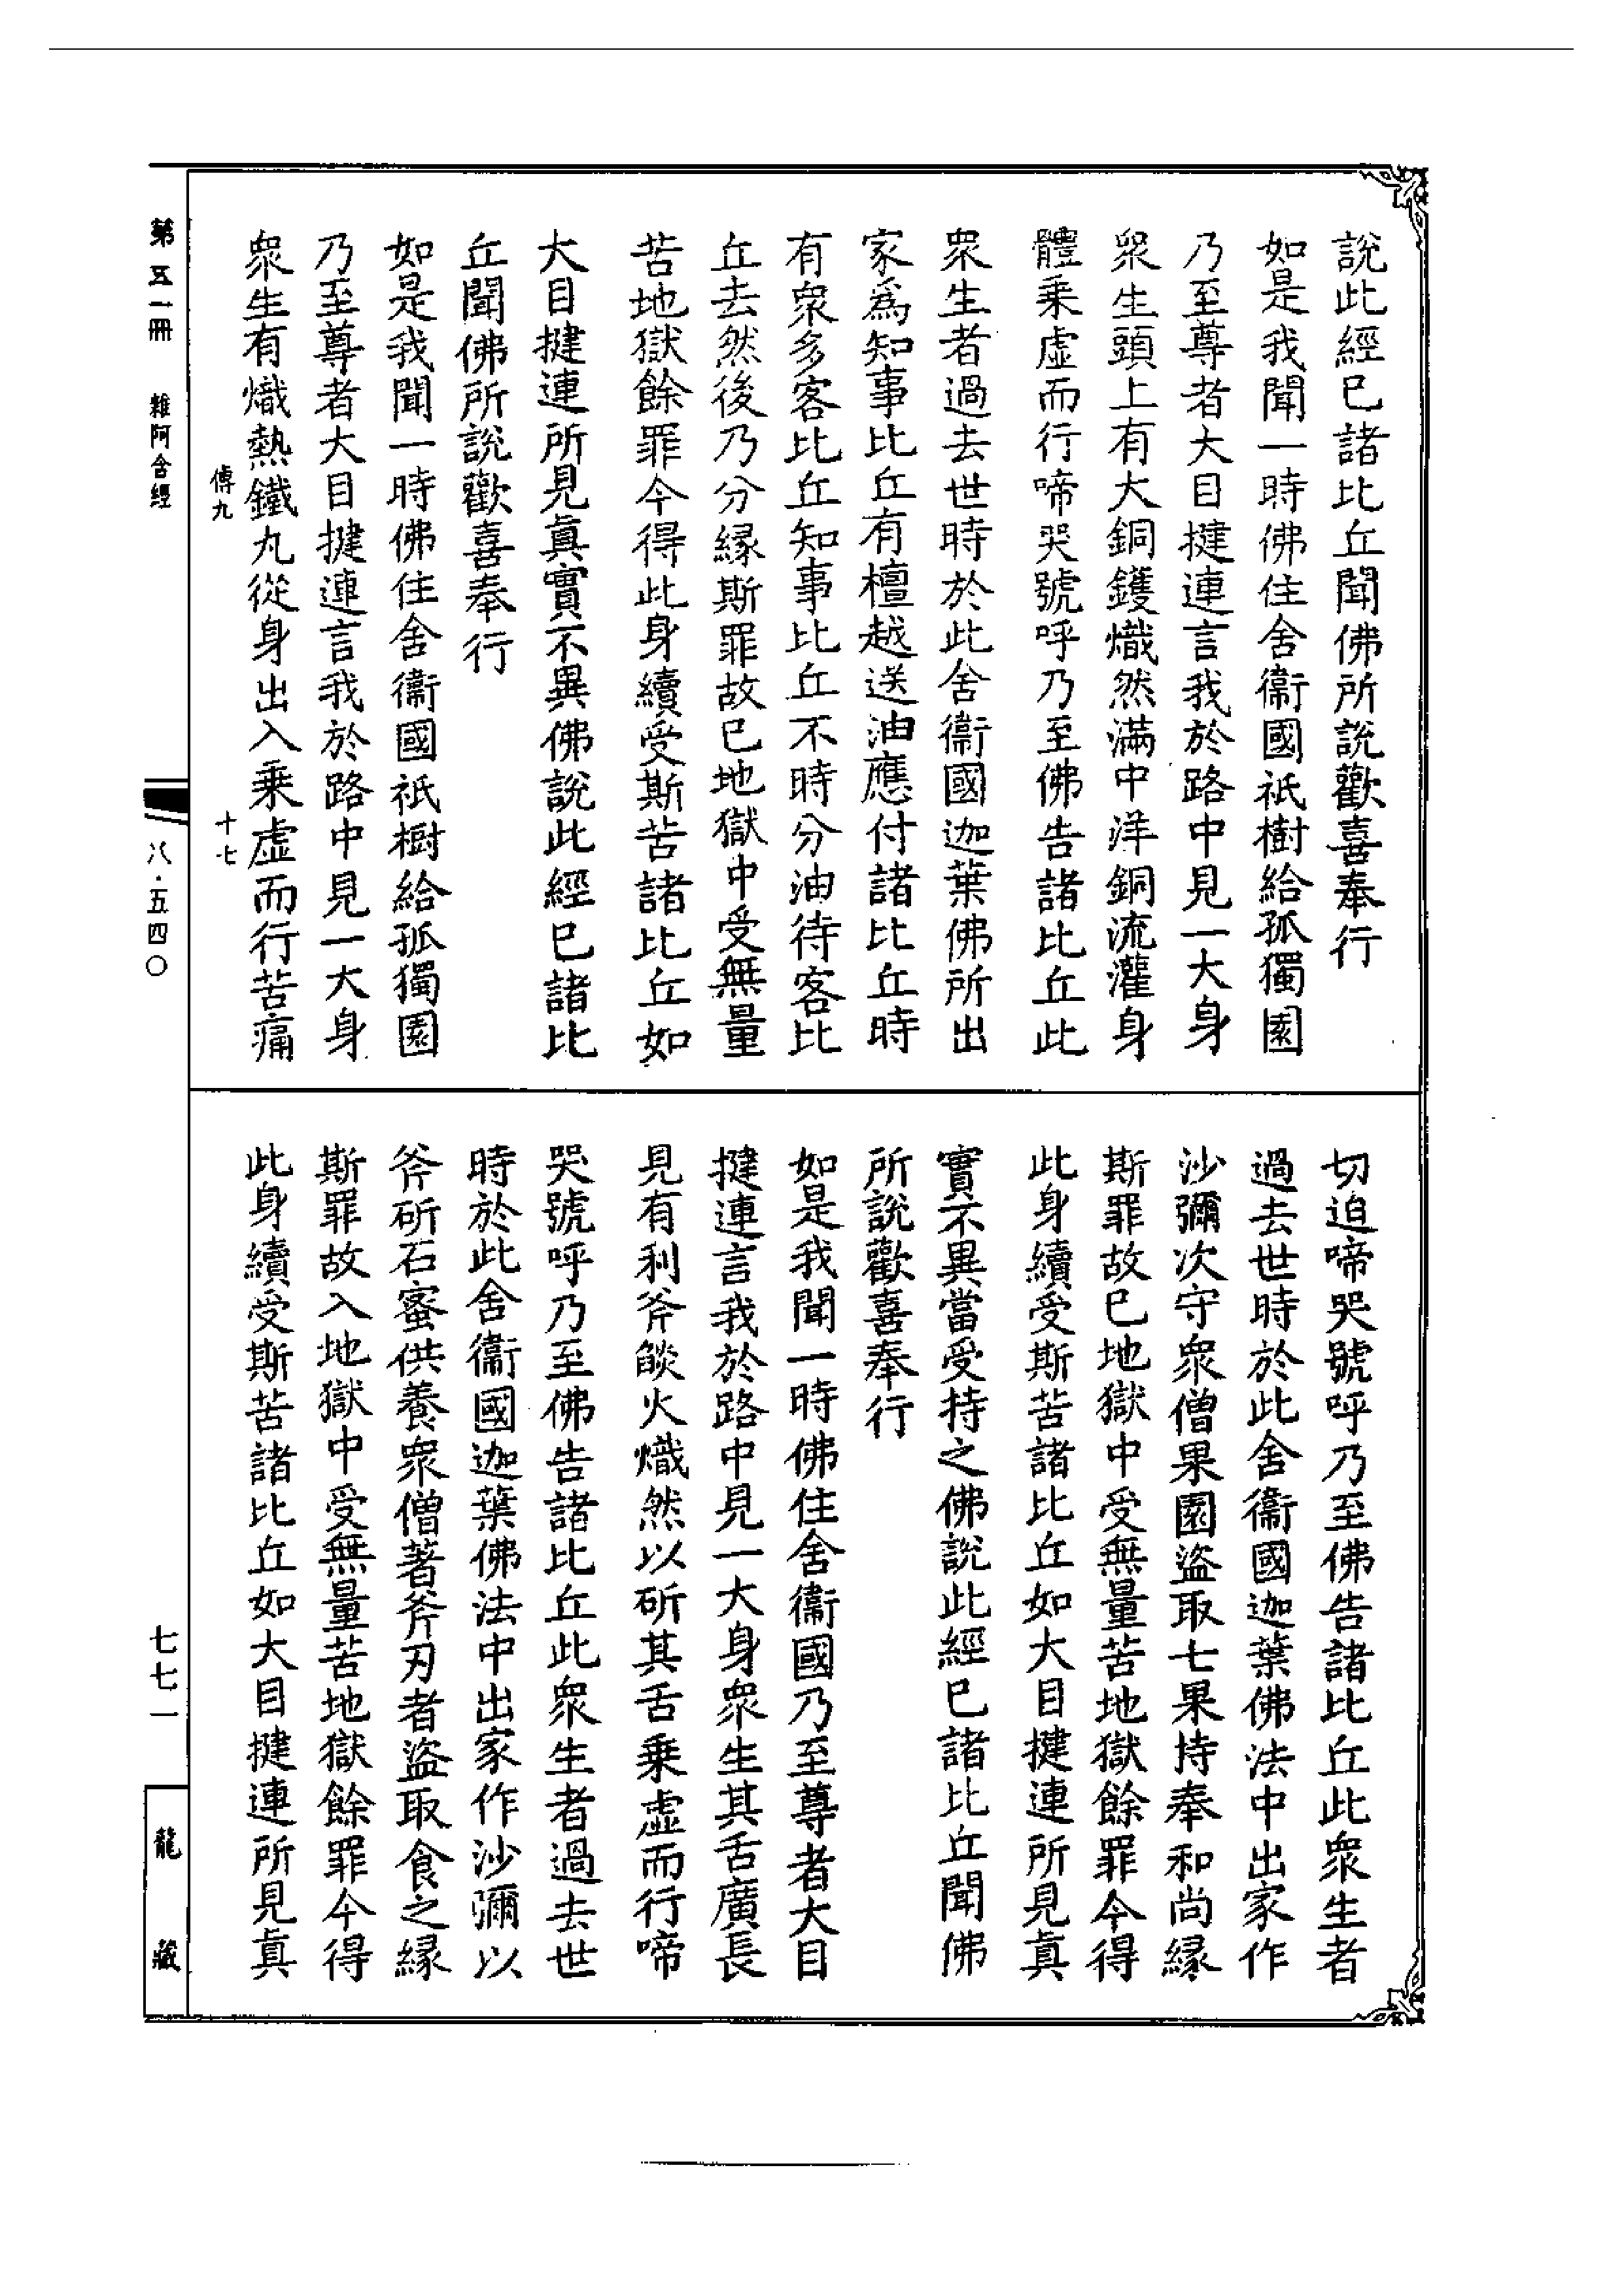 說此經已諸比丘聞佛所說歡喜奉行
如是我聞一時佛住舍衞國祇樹給孤獨園
乃至尊者大目揵連言我於路中見一大身
衆生頭上有大銅鑊熾然滿中洋銅流灌身
體乗虛而行啼哭號呼乃至佛告諸比丘此
衆生者過去世時於此舍衞國迦葉佛所出
家爲知事比丘有檀越送油應付諸比丘時
有衆多客比丘知事比丘不時分油待客比
丘去然後乃分緣斯罪故已地獄中受無量
苦地獄餘罪今得此身續受斯苦諸比丘如
大目揵連所見眞實不異佛說此經已諸比
丘聞佛所說歡喜奉行
如是我聞一時佛住舍衞國祇樹給孤獨園
乃至尊者大目揵連言我於路中見一大身
衆生有熾熱鐵丸從身出入乗虛而行苦痛
切迫啼哭號呼乃至佛告諸比丘此衆生者
過去世時於此舍衞國迦葉佛法中出家作
沙彌次守衆僧果園盜取七果持奉和尚緣
斯罪故已地獄中受無量苦地獄餘罪今得
此身續受斯苦諸比丘如大目揵連所見眞
實不異當受持之佛說此經已諸比丘聞佛
所說歡喜奉行
如是我聞一時佛住舍衞國乃至尊者大目
揵連言我於路中見一大身衆生其舌廣長
見有利斧燄火熾然以斫其舌乗虛而行啼
哭號呼乃至佛告諸比丘此衆生者過去世
時於此舍衞國迦葉佛法中出家作沙彌以
斧斫石蜜供養衆僧著斧刃者盜取食之緣
斯罪故入地獄中受無量苦地獄餘罪今得
此身續受斯苦諸比丘如大目揵連所見眞
傅九
十七
第五一冊
雜阿含經
八·五四〇
七七一
龍藏